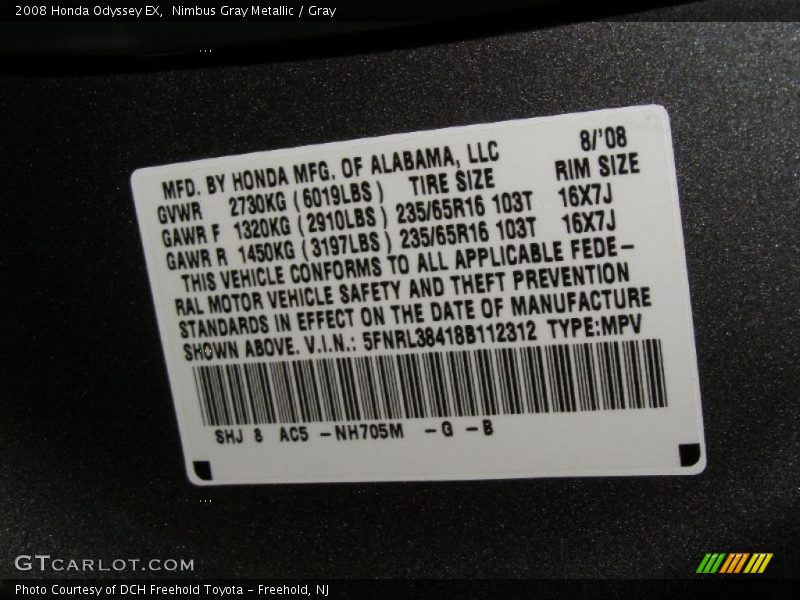 2008 Honda Odyssey EX,  Nimbus Gray Metallic / Gray
MFD. BY HONDA MFG. OF ALABAMA, LLC 8/'08
GVWR 2730KG (6019LBS) TIRE SIZE RIM SIZE
GAWR F 1320KG (2910LBS) 235/65R16 103T 16X7J
GAWR R 1450KG (3197LBS) 235/65R16 103T 16X7J
THIS VEHICLE CONFORMS TO ALL APPLICABLE FEDE-
RAL MOTOR VEHICLE SAFETY AND THEFT PREVENTION
STANDARDS IN EFFECT ON THE DATE OF MANUFACTURE
SHOWN ABOVE. V.I.N.: 5FNRL38418B112312 TYPE:MPV
SHJ 8 AC5 -NH705M -G -B
GTCARLOT.COM
Photo Courtesy of DCH Freehold Toyota - Freehold, NJ